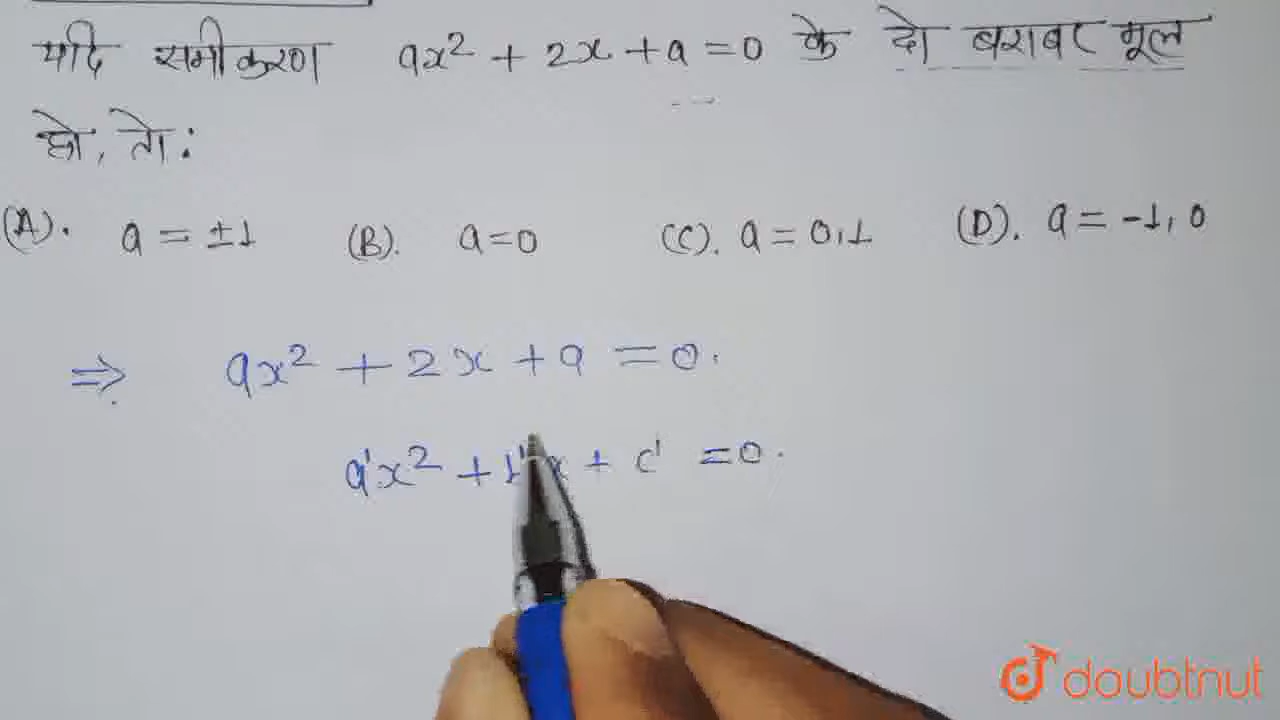 यदि समीकरण ax² + 2x + a = 0 के दो बराबर मूल
हो, तो :
(A). a = ±1 (B). a=0 (C). a = 0,1 (D). a = -1, 0
⇒ ax² + 2x + a = 0.
a'x² + x + c' = 0.
doubtnut